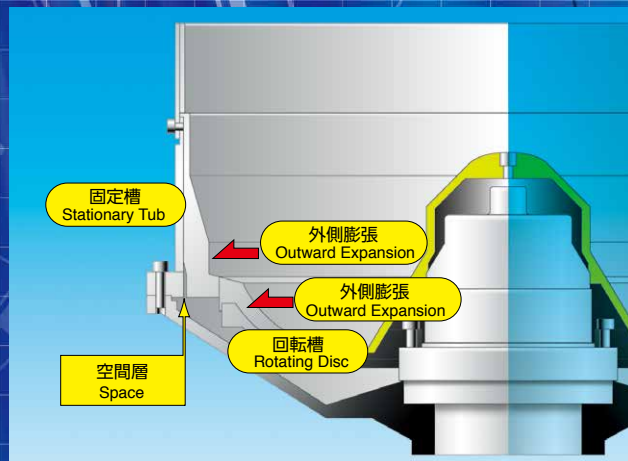 固定槽
Stationary Tub
外側膨張
Outward Expansion
外側膨張
Outward Expansion
回転槽
Rotating Disc
空間層
Space